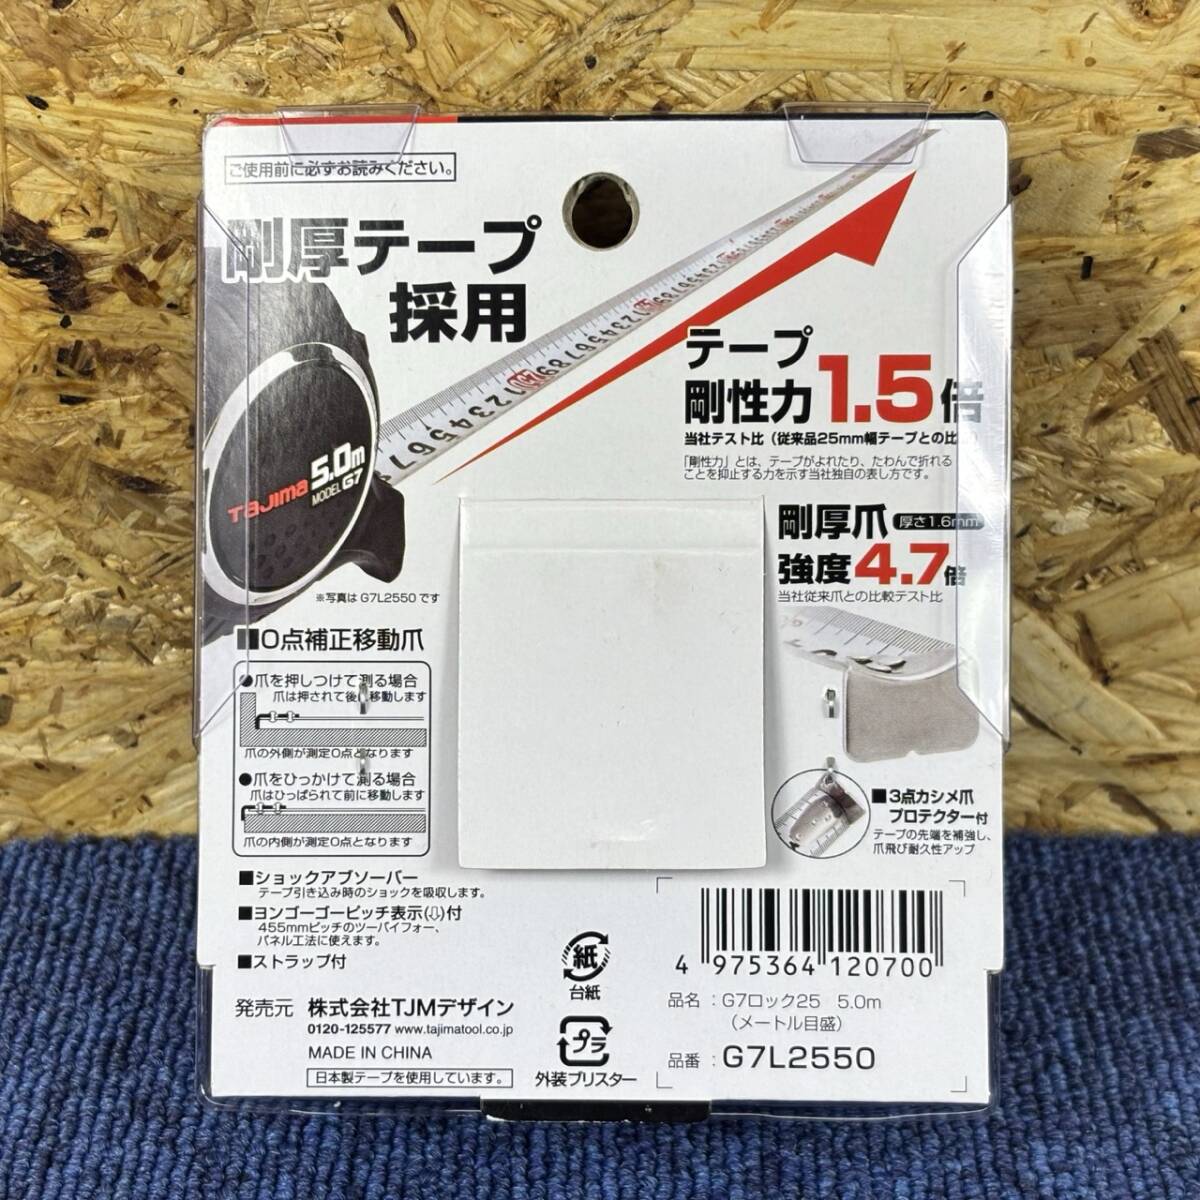 ご使用前に必ずお読みください。
剛厚テープ
採用
テープ
剛性力1.5倍
当社テスト比（従来品25mm幅テープとの比
「剛性力」とは、テープがよれたり、たわんで折れる
ことを抑止する力を示す当社独自の表し方です。
TaJima 5.0m
MODEL G7
※写真は G7L2550 です
剛厚爪 厚さ1.6mm
強度4.7倍
当社従来爪との比較テスト比
■0点補正移動爪
●爪を押しつけて測る場合
爪は押されて後に移動します
爪の外側が測定0点となります
●爪をひっかけて測る場合
爪はひっぱられて前に移動します
爪の内側が測定0点となります
■3点カシメ爪
プロテクター付
テープの先端を補強し、
爪飛び耐久性アップ
■ショックアブソーバー
テープ引き込み時のショックを吸収します。
■ヨンゴーゴーピッチ表示(⇩)付
455mmピッチのツーバイフォー、
パネル工法に使えます。
■ストラップ付
発売元 株式会社TJMデザイン
0120-125577 www.tajimatool.co.jp
MADE IN CHINA
日本製テープを使用しています。
紙
台紙
プラ
外装ブリスター
4 975364 120700
品名：G7ロック25 5.0m
（メートル目盛）
品番：G7L2550